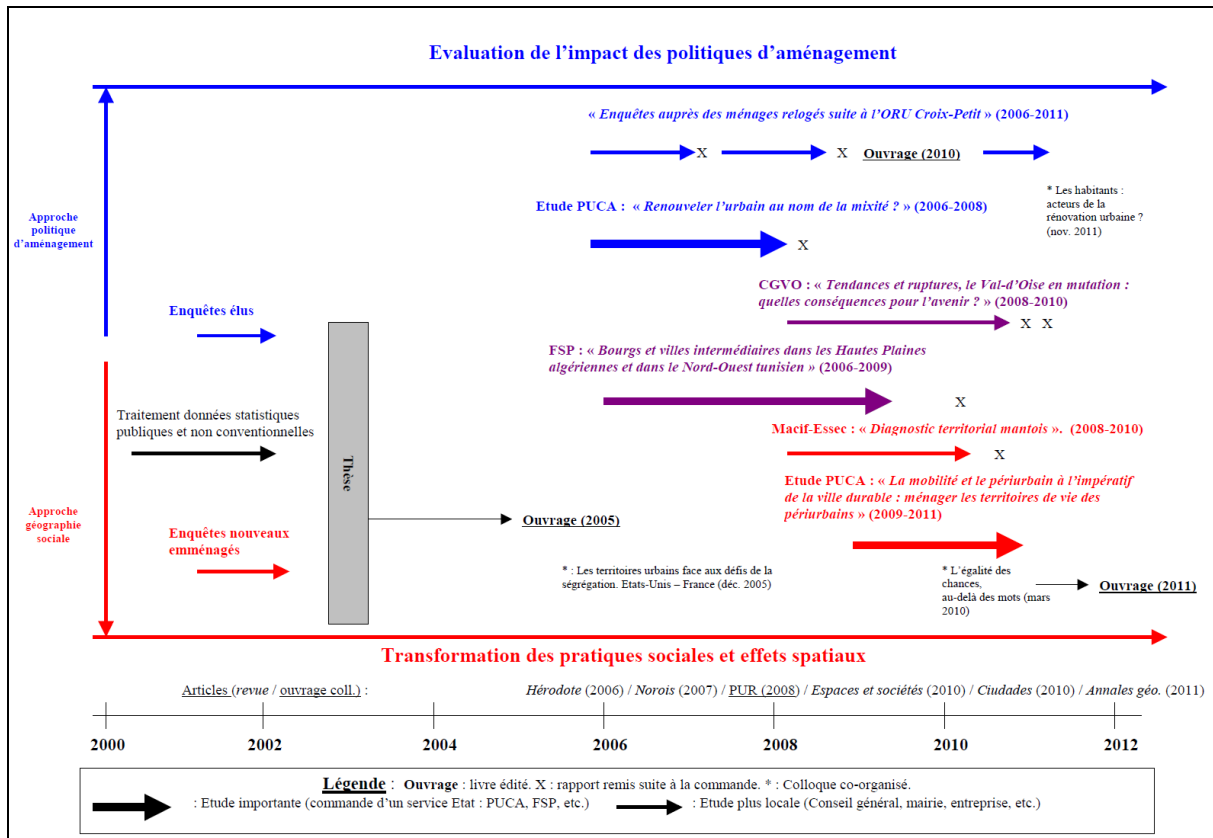 Evaluation de l'impact des politiques d'aménagement
« Enquêtes auprès des ménages relogés suite à l'ORU Croix-Petit » (2006-2011)
X
X
Ouvrage (2010)
* Les habitants :
acteurs de la
rénovation urbaine ?
(nov. 2011)
Approche
politique
d'aménagement
Etude PUCA : « Renouveler l'urbain au nom de la mixité ? » (2006-2008)
X
CGVO : « Tendances et ruptures, le Val-d'Oise en mutation :
quelles conséquences pour l'avenir ? » (2008-2010)
X X
Enquêtes élus
FSP : « Bourgs et villes intermédiaires dans les Hautes Plaines
algériennes et dans le Nord-Ouest tunisien » (2006-2009)
X
Traitement données statistiques
publiques et non conventionnelles
Thèse
Macif-Essec : « Diagnostic territorial mantois ». (2008-2010)
X
Etude PUCA : « La mobilité et le périurbain à l'impératif
de la ville durable : ménager les territoires de vie des
périurbains » (2009-2011)
Approche
géographie
sociale
Enquêtes nouveaux
emménagés
Ouvrage (2005)
* : Les territoires urbains face aux défis de la
ségrégation. Etats-Unis – France (déc. 2005)
* L'égalité des
chances,
au-delà des mots (mars
2010)
Ouvrage (2011)
Transformation des pratiques sociales et effets spatiaux
Articles (revue / ouvrage coll.) : Hérodote (2006) / Norois (2007) / PUR (2008) / Espaces et sociétés (2010) / Ciudades (2010) / Annales géo. (2011)
2000 2002 2004 2006 2008 2010 2012
Légende : Ouvrage : livre édité. X : rapport remis suite à la commande. * : Colloque co-organisé.
: Etude importante (commande d'un service Etat : PUCA, FSP, etc.) : Etude plus locale (Conseil général, mairie, entreprise, etc.)